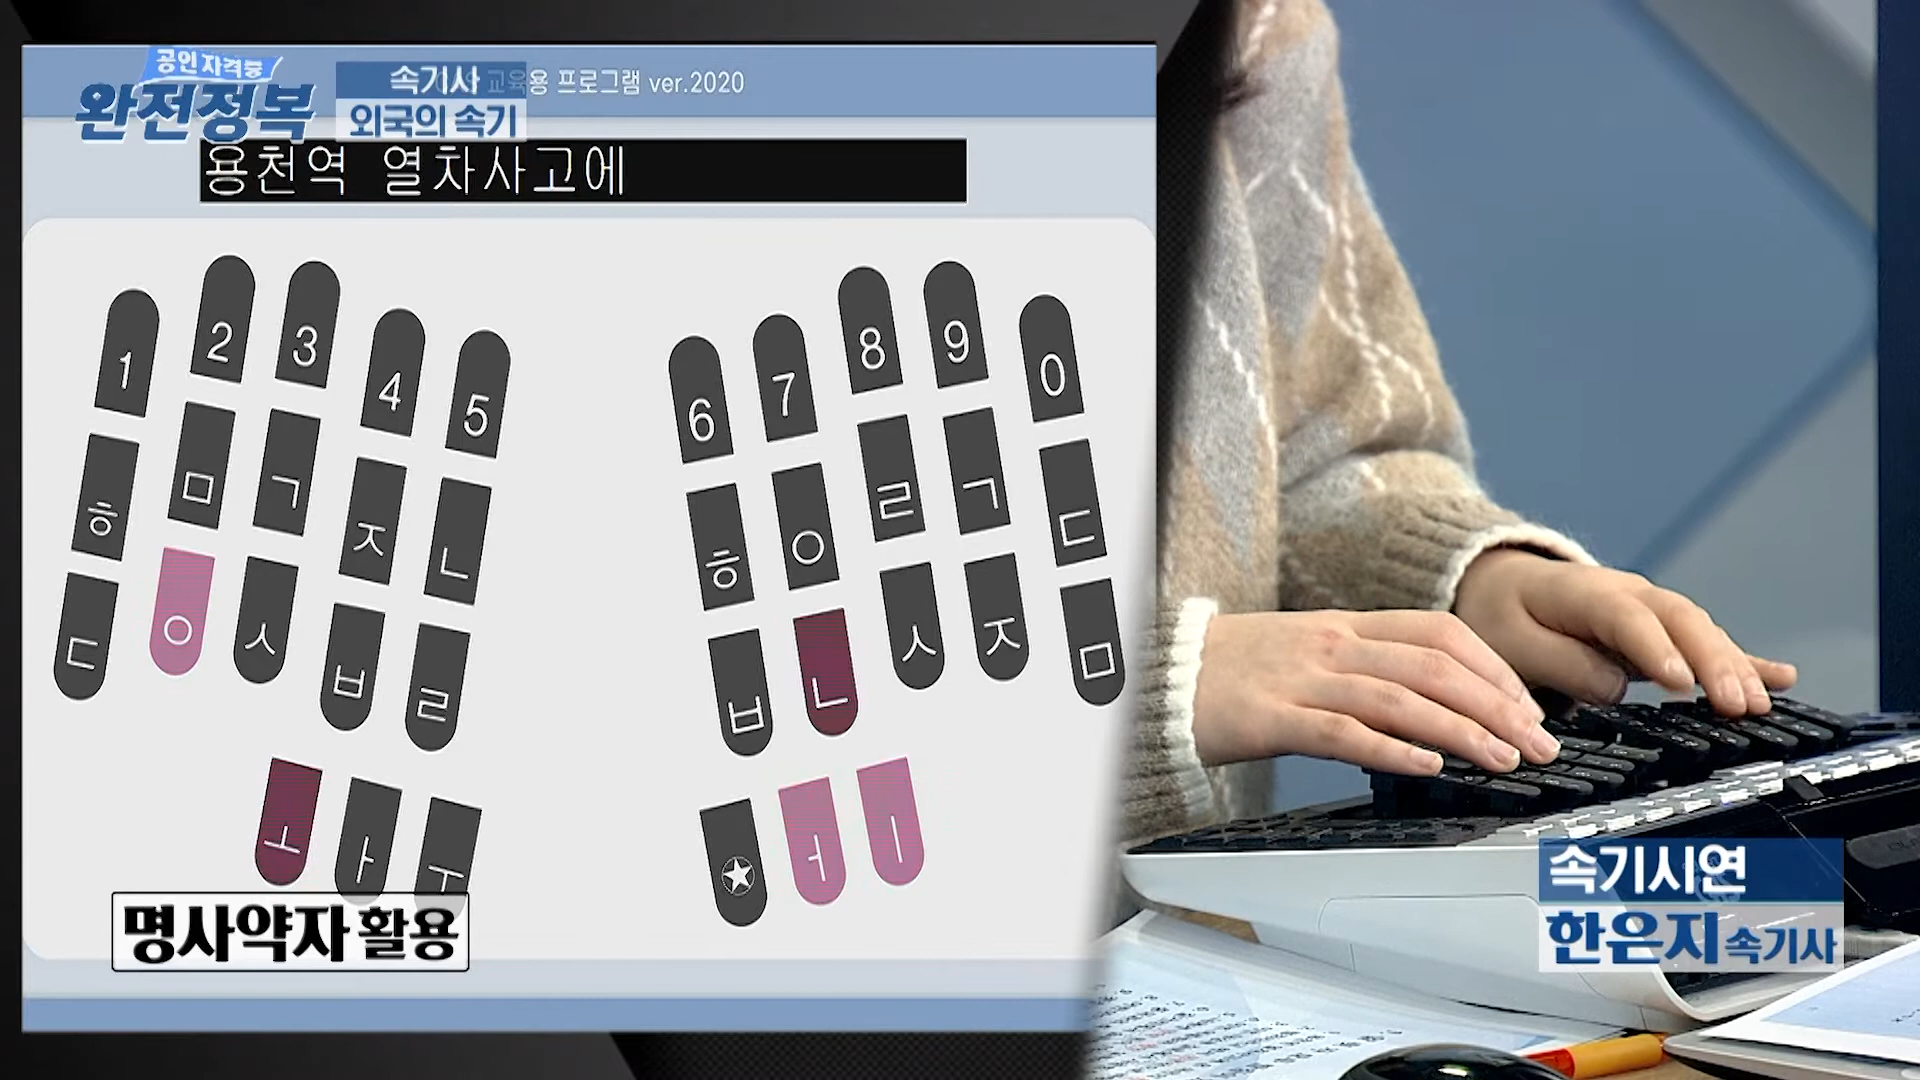 공인 자격증
완전정복
속기사
외국의 속기
교육용 프로그램 ver.2020
용천역 열차사고에
1 2 3 4 5
6 7 8 9 0
ㅎ ㅁ ㄱ ㅈ ㄴ
ㅎ ㅇ ㄹ ㄱ ㄷ
ㄷ ㅇ ㅅ ㅂ ㄹ
ㅂ ㄴ ㅅ ㅈ ㅁ
ㅗ ㅏ ㅜ
ㅓ ㅣ
명사약자 활용
속기시연
한은지 속기사